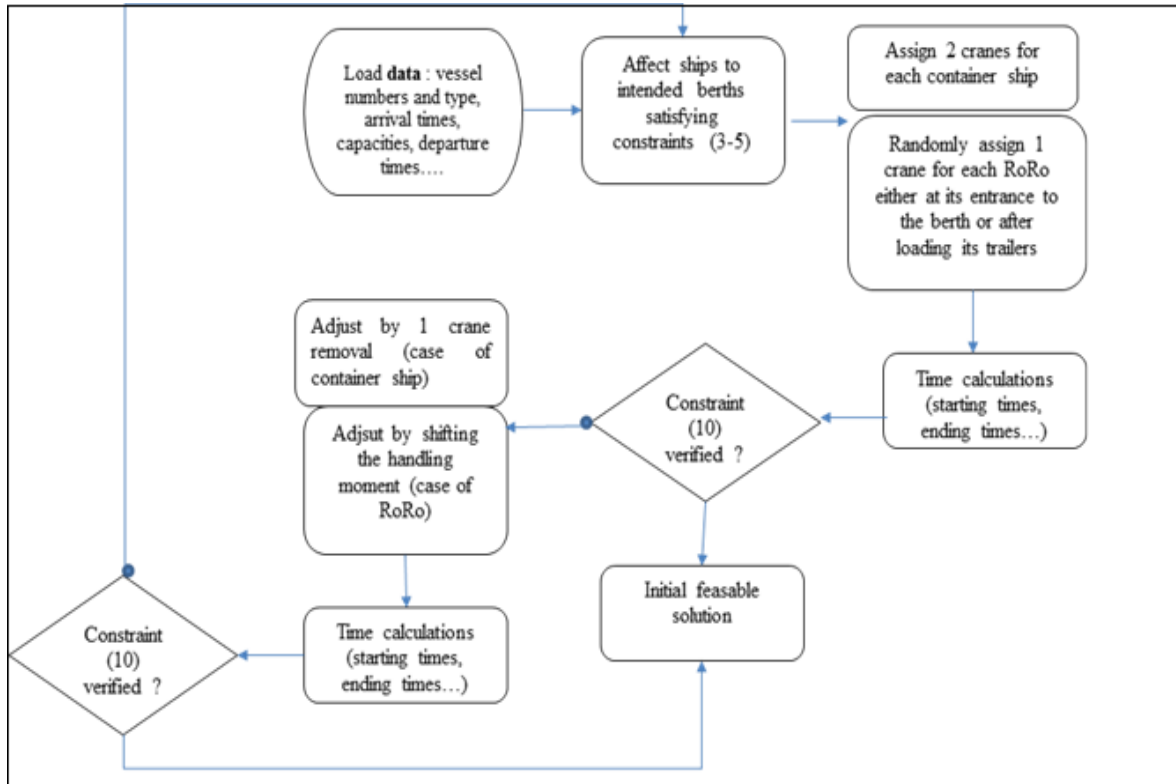 Load data : vessel
numbers and type,
arrival times,
capacities, departure
times….
Affect ships to
intended berths
satisfying
constraints (3-5)
Assign 2 cranes for
each container ship
Randomly assign 1
crane for each RoRo
either at its entrance to
the berth or after
loading its trailers
Time calculations
(starting times,
ending times…)
Constraint
(10)
verified ?
Adjust by 1 crane
removal (case of
container ship)
Adjsut by shifting
the handling
moment (case of
RoRo)
Initial feasable
solution
Time calculations
(starting times,
ending times…)
Constraint
(10)
verified ?